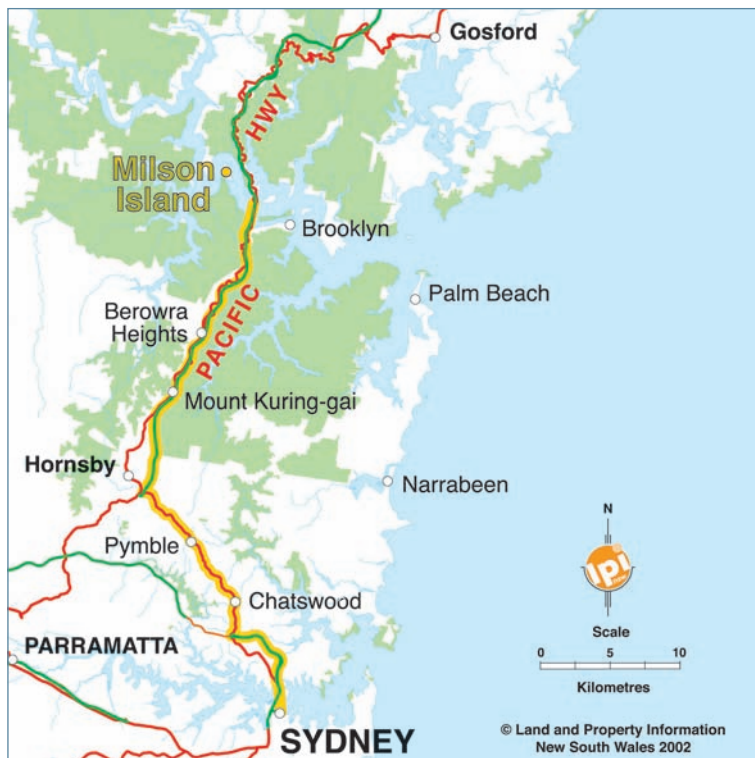 Gosford
HWY
Milson
Island
Brooklyn
Palm Beach
Berowra
Heights
PACIFIC
Mount Kuring-gai
Hornsby
Narrabeen
Pymble
N
lpi
Chatswood
Scale
PARRAMATTA
0 5 10
Kilometres
SYDNEY
© Land and Property Information
New South Wales 2002